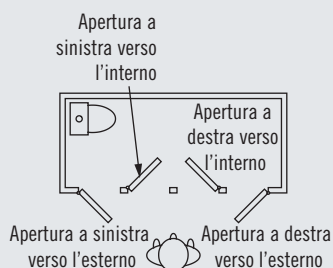 Apertura a
sinistra verso
l'interno
Apertura a
destra verso
l'interno
Apertura a sinistra
verso l'esterno
Apertura a destra
verso l'esterno